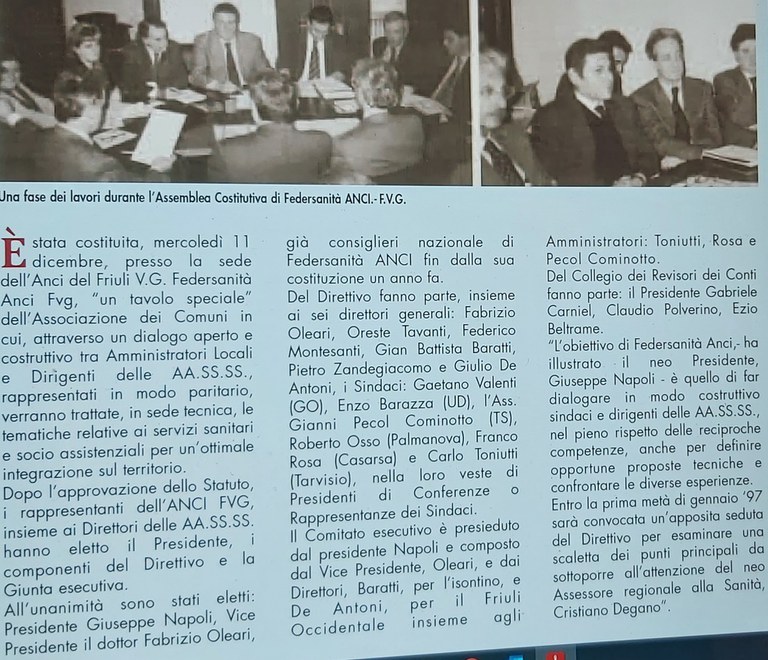 Una fase dei lavori durante l'Assemblea Costitutiva di Federsanità ANCI.- F.V.G.
È stata costituita, mercoledì 11
dicembre, presso la sede
dell'Anci del Friuli V.G. Federsanità
Anci Fvg, "un tavolo speciale"
dell'Associazione dei Comuni in
cui, attraverso un dialogo aperto e
costruttivo tra Amministratori Locali
e Dirigenti delle AA.SS.SS.,
rappresentati in modo paritario,
verranno trattate, in sede tecnica, le
tematiche relative ai servizi sanitari
e socio assistenziali per un'ottimale
integrazione sul territorio.
Dopo l'approvazione dello Statuto,
i rappresentanti dell'ANCI FVG,
insieme ai Direttori delle AA.SS.SS.
hanno eletto il Presidente, i
componenti del Direttivo e la
Giunta esecutiva.
All'unanimità sono stati eletti:
Presidente Giuseppe Napoli, Vice
Presidente il dottor Fabrizio Oleari,
già consiglieri nazionale di
Federsanità ANCI fin dalla sua
costituzione un anno fa.
Del Direttivo fanno parte, insieme
ai sei direttori generali: Fabrizio
Oleari, Oreste Tavanti, Federico
Montesanti, Gian Battista Baratti,
Pietro Zandegiacomo e Giulio De
Antoni, i Sindaci: Gaetano Valenti
(GO), Enzo Barazza (UD), l'Ass.
Gianni Pecol Cominotto (TS),
Roberto Osso (Palmanova), Franco
Rosa (Casarsa) e Carlo Toniutti
(Tarvisio), nella loro veste di
Presidenti di Conferenze o
Rappresentanze dei Sindaci.
Il Comitato esecutivo è presieduto
dal presidente Napoli e composto
dal Vice Presidente, Oleari, e dai
Direttori, Baratti, per l'isontino, e
De Antoni, per il Friuli
Occidentale insieme agli
Amministratori: Toniutti, Rosa e
Pecol Cominotto.
Del Collegio dei Revisori dei Conti
fanno parte: il Presidente Gabriele
Carniel, Claudio Polverino, Ezio
Beltrame.
"L'obiettivo di Federsanità Anci,- ha
illustrato il neo Presidente,
Giuseppe Napoli - è quello di far
dialogare in modo costruttivo
sindaci e dirigenti delle AA.SS.SS.,
nel pieno rispetto delle reciproche
competenze, anche per definire
opportune proposte tecniche e
confrontare le diverse esperienze.
Entro la prima metà di gennaio '97
sarà convocata un'apposita seduta
del Direttivo per esaminare una
scaletta dei punti principali da
sottoporre all'attenzione del neo
Assessore regionale alla Sanità,
Cristiano Degano".